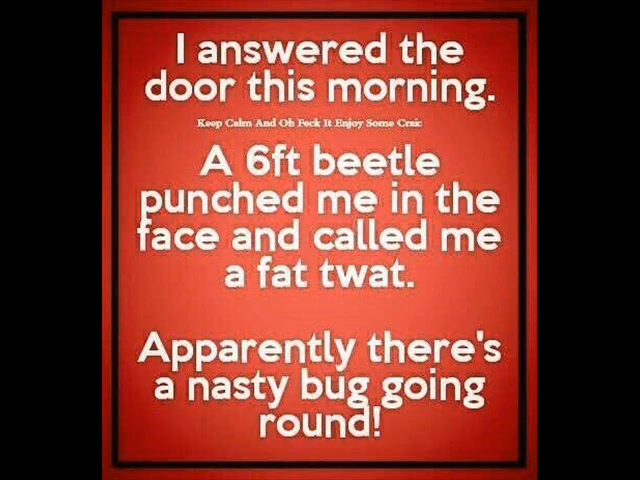 I answered the
door this morning.
Keep Calm And Oh Feck It Enjoy Some Craic
A 6ft beetle
punched me in the
face and called me
a fat twat.
Apparently there's
a nasty bug going
round!